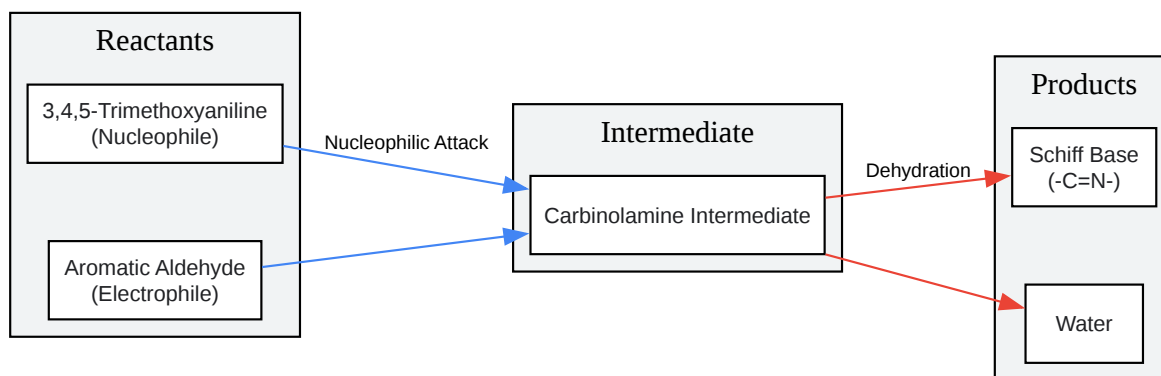 Reactants
3,4,5-Trimethoxyaniline
(Nucleophile)
Aromatic Aldehyde
(Electrophile)
Nucleophilic Attack
Intermediate
Carbinolamine Intermediate
Dehydration
Products
Schiff Base
(-C=N-)
Water